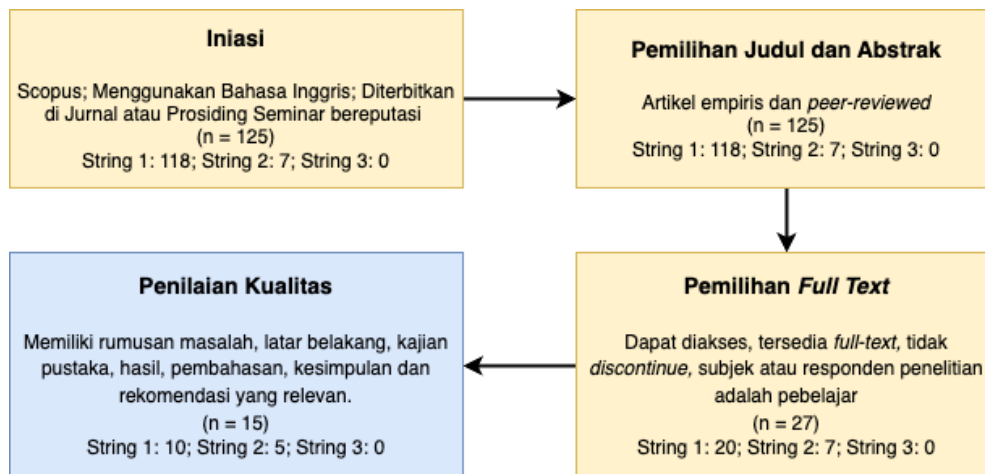 Iniasi
Scopus; Menggunakan Bahasa Inggris; Diterbitkan
di Jurnal atau Prosiding Seminar bereputasi
(n = 125)
String 1: 118; String 2: 7; String 3: 0
Pemilihan Judul dan Abstrak
Artikel empiris dan peer-reviewed
(n = 125)
String 1: 118; String 2: 7; String 3: 0
Pemilihan Full Text
Dapat diakses, tersedia full-text, tidak
discontinue, subjek atau responden penelitian
adalah pebelajar
(n = 27)
String 1: 20; String 2: 7; String 3: 0
Penilaian Kualitas
Memiliki rumusan masalah, latar belakang, kajian
pustaka, hasil, pembahasan, kesimpulan dan
rekomendasi yang relevan.
(n = 15)
String 1: 10; String 2: 5; String 3: 0